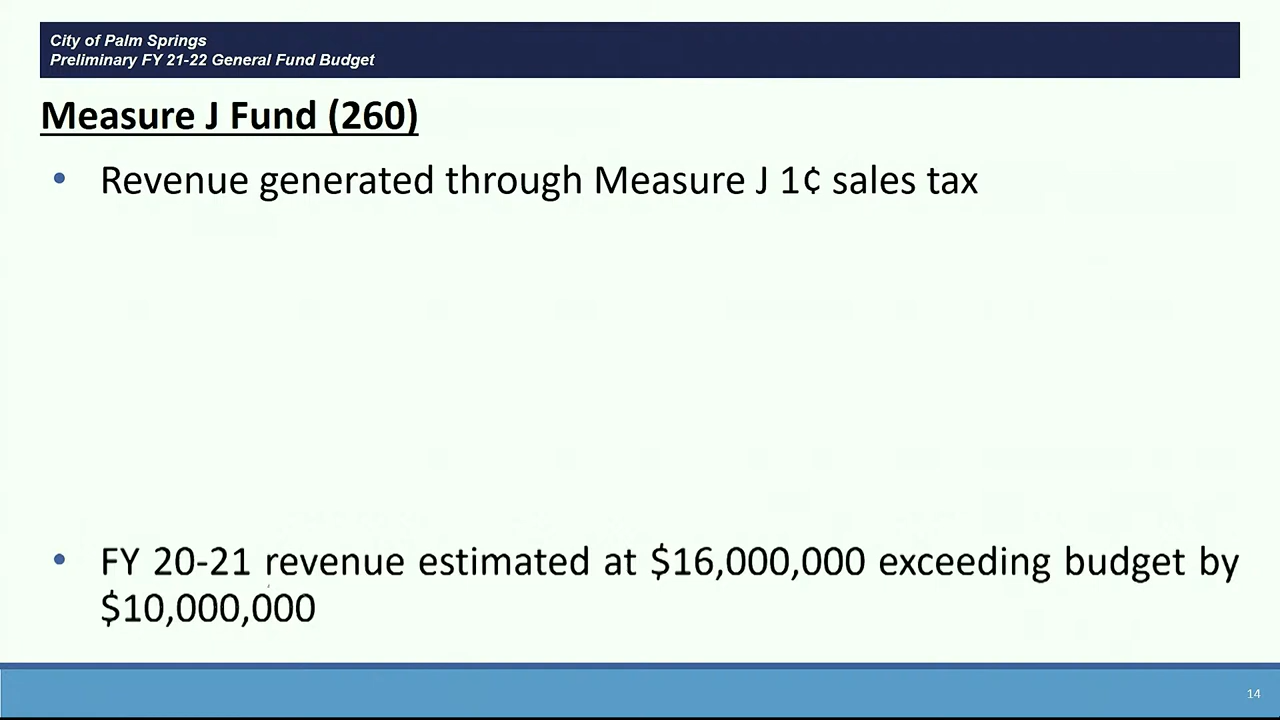 City of Palm Springs
Preliminary FY 21-22 General Fund Budget
Measure J Fund (260)
• Revenue generated through Measure J 1¢ sales tax
• FY 20-21 revenue estimated at $16,000,000 exceeding budget by
$10,000,000
14